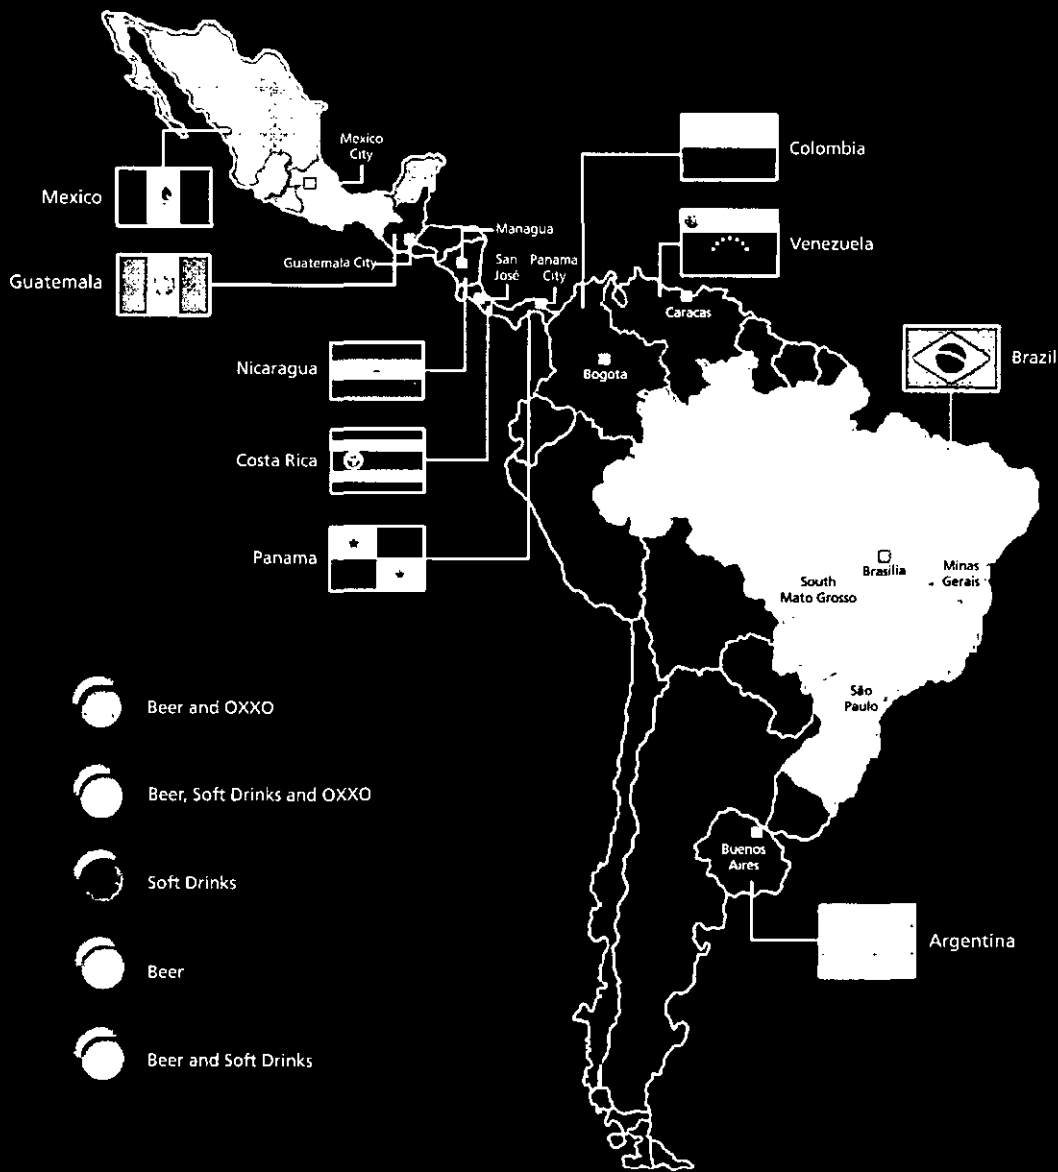 Mexico
City
Colombia
Mexico
Managua
Venezuela
Guatemala City
San
José
Panama
City
Guatemala
Caracas
Nicaragua
Bogota
Brazil
Costa Rica
Panama
Brasília
Minas
Gerais
South
Mato Grosso
Beer and OXXO
São
Paulo
Beer, Soft Drinks and OXXO
Buenos
Aires
Soft Drinks
Argentina
Beer
Beer and Soft Drinks